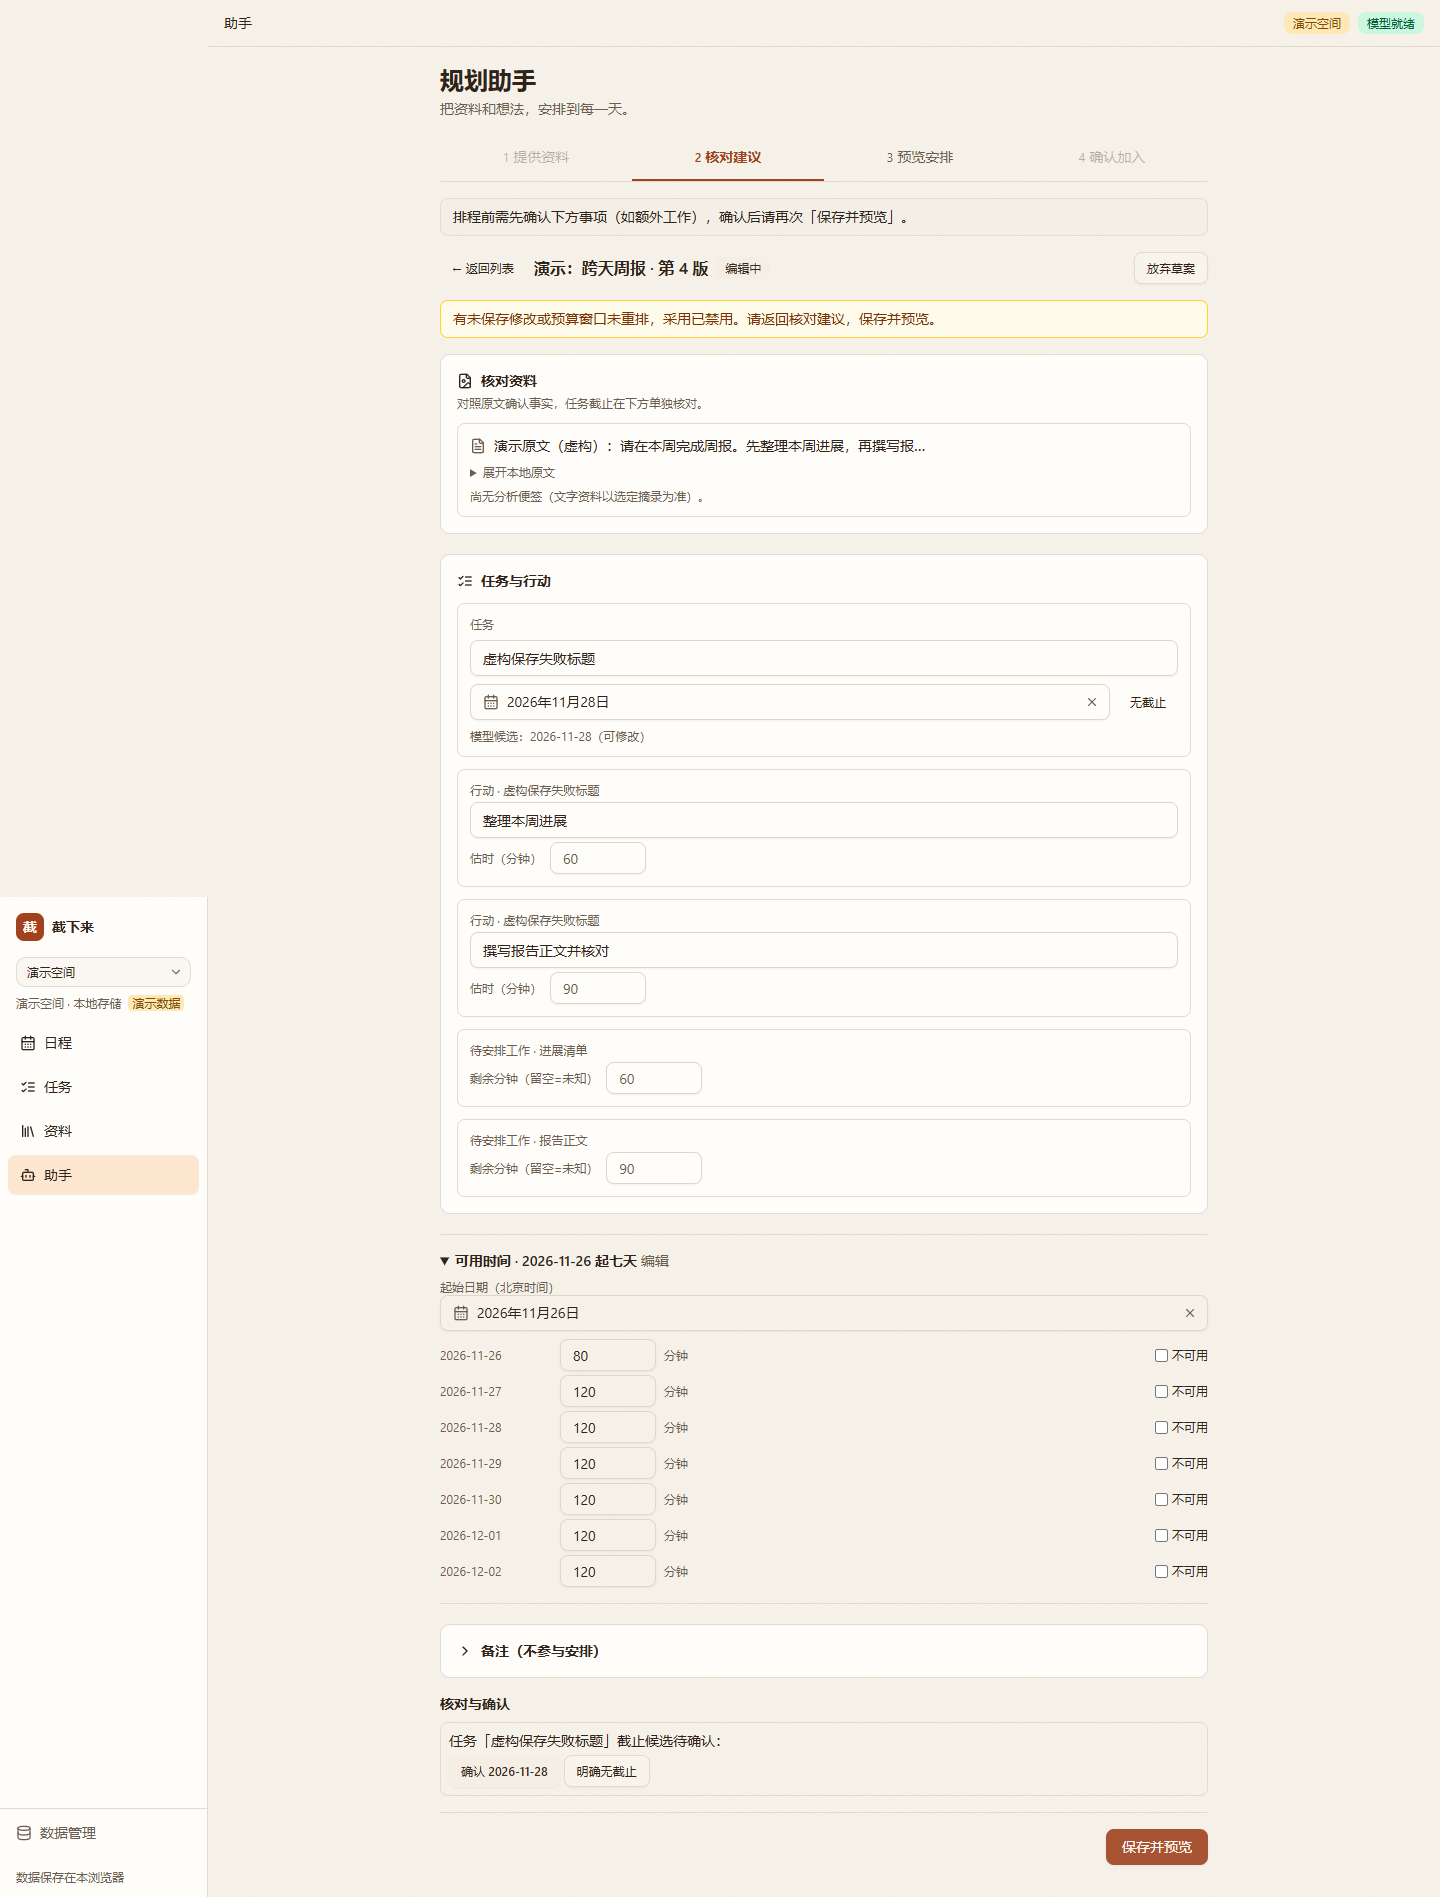 助手
演示空间
模型就绪
规划助手
把资料和想法，安排到每一天。
1 提供资料
2 核对建议
3 预览安排
4 确认加入
排程前需先确认下方事项（如额外工作），确认后请再次「保存并预览」。
← 返回列表
演示：跨天周报 · 第 4 版
编辑中
放弃草案
有未保存修改或预算窗口未重排，采用已禁用。请返回核对建议，保存并预览。
核对资料
对照原文确认事实，任务截止在下方单独核对。
演示原文（虚构）：请在本周完成周报。先整理本周进展，再撰写报...
▶ 展开本地原文
尚无分析便签（文字资料以选定摘录为准）。
任务与行动
任务
虚构保存失败标题
2026年11月28日
无截止
模型候选：2026-11-28（可修改）
行动 · 虚构保存失败标题
整理本周进展
估时（分钟） 60
行动 · 虚构保存失败标题
撰写报告正文并核对
估时（分钟） 90
待安排工作 · 进展清单
剩余分钟（留空=未知） 60
待安排工作 · 报告正文
剩余分钟（留空=未知） 90
▼ 可用时间 · 2026-11-26 起七天 编辑
起始日期（北京时间）
2026年11月26日
2026-11-26 80 分钟 不可用
2026-11-27 120 分钟 不可用
2026-11-28 120 分钟 不可用
2026-11-29 120 分钟 不可用
2026-11-30 120 分钟 不可用
2026-12-01 120 分钟 不可用
2026-12-02 120 分钟 不可用
备注（不参与安排）
核对与确认
任务「虚构保存失败标题」截止候选待确认：
确认 2026-11-28
明确无截止
保存并预览
截 截下来
演示空间
演示空间 · 本地存储 演示数据
日程
任务
资料
助手
数据管理
数据保存在本浏览器